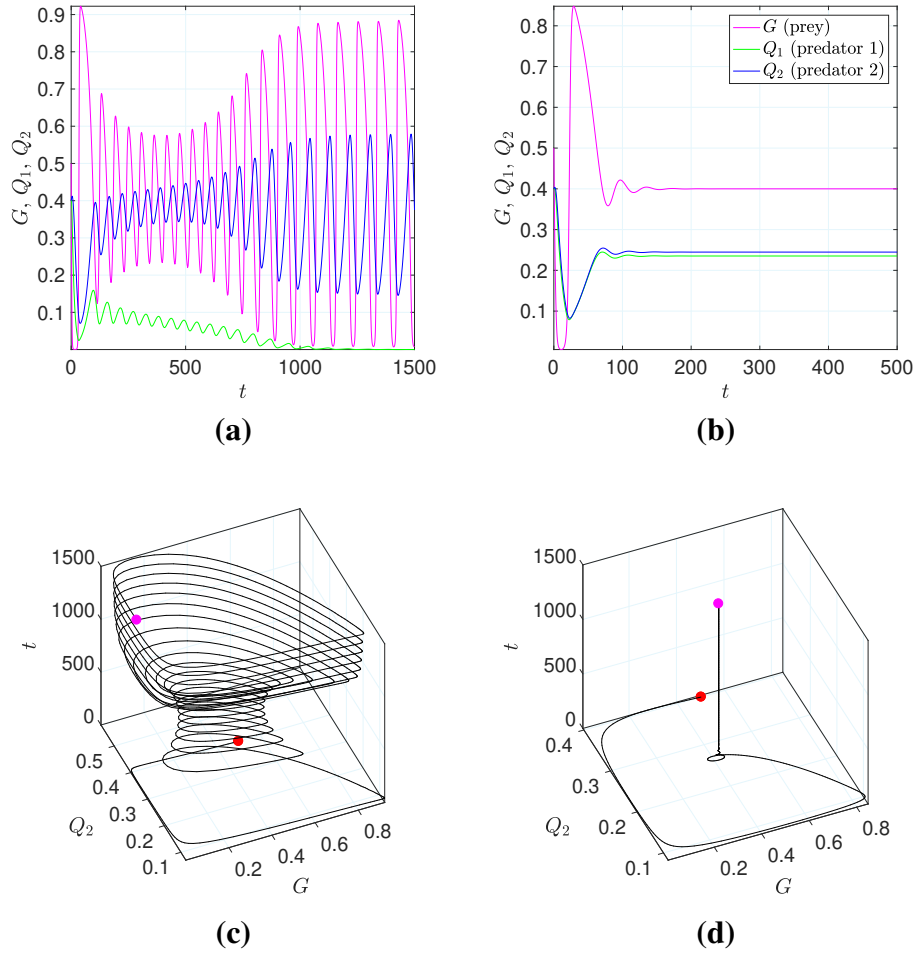 0.9
0.8
0.7
0.6
0.5
0.4
0.3
0.2
0.1
G, Q₁, Q₂
0 500 1000 1500
t
(a)
0.8
0.7
0.6
0.5
0.4
0.3
0.2
0.1
G, Q₁, Q₂
G (prey)
Q₁ (predator 1)
Q₂ (predator 2)
0 100 200 300 400 500
t
(b)
1500
1000
500
0
t
0.5
0.4
0.3
0.2
0.1
Q₂
0.2 0.4 0.6 0.8
G
(c)
1500
1000
500
0
t
0.4
0.3
0.2
0.1
Q₂
0.2 0.4 0.6 0.8
G
(d)